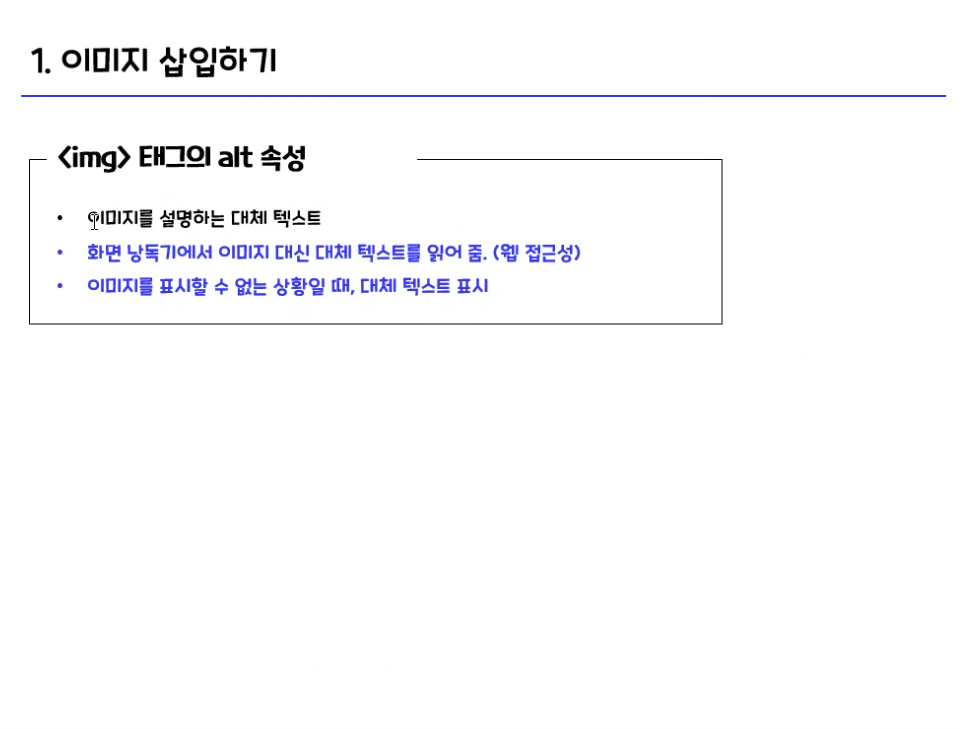 1. 이미지 삽입하기
<img> 태그의 alt 속성
• 이미지를 설명하는 대체 텍스트
• 화면 낭독기에서 이미지 대신 대체 텍스트를 읽어 줌. (웹 접근성)
• 이미지를 표시할 수 없는 상황일 때, 대체 텍스트 표시